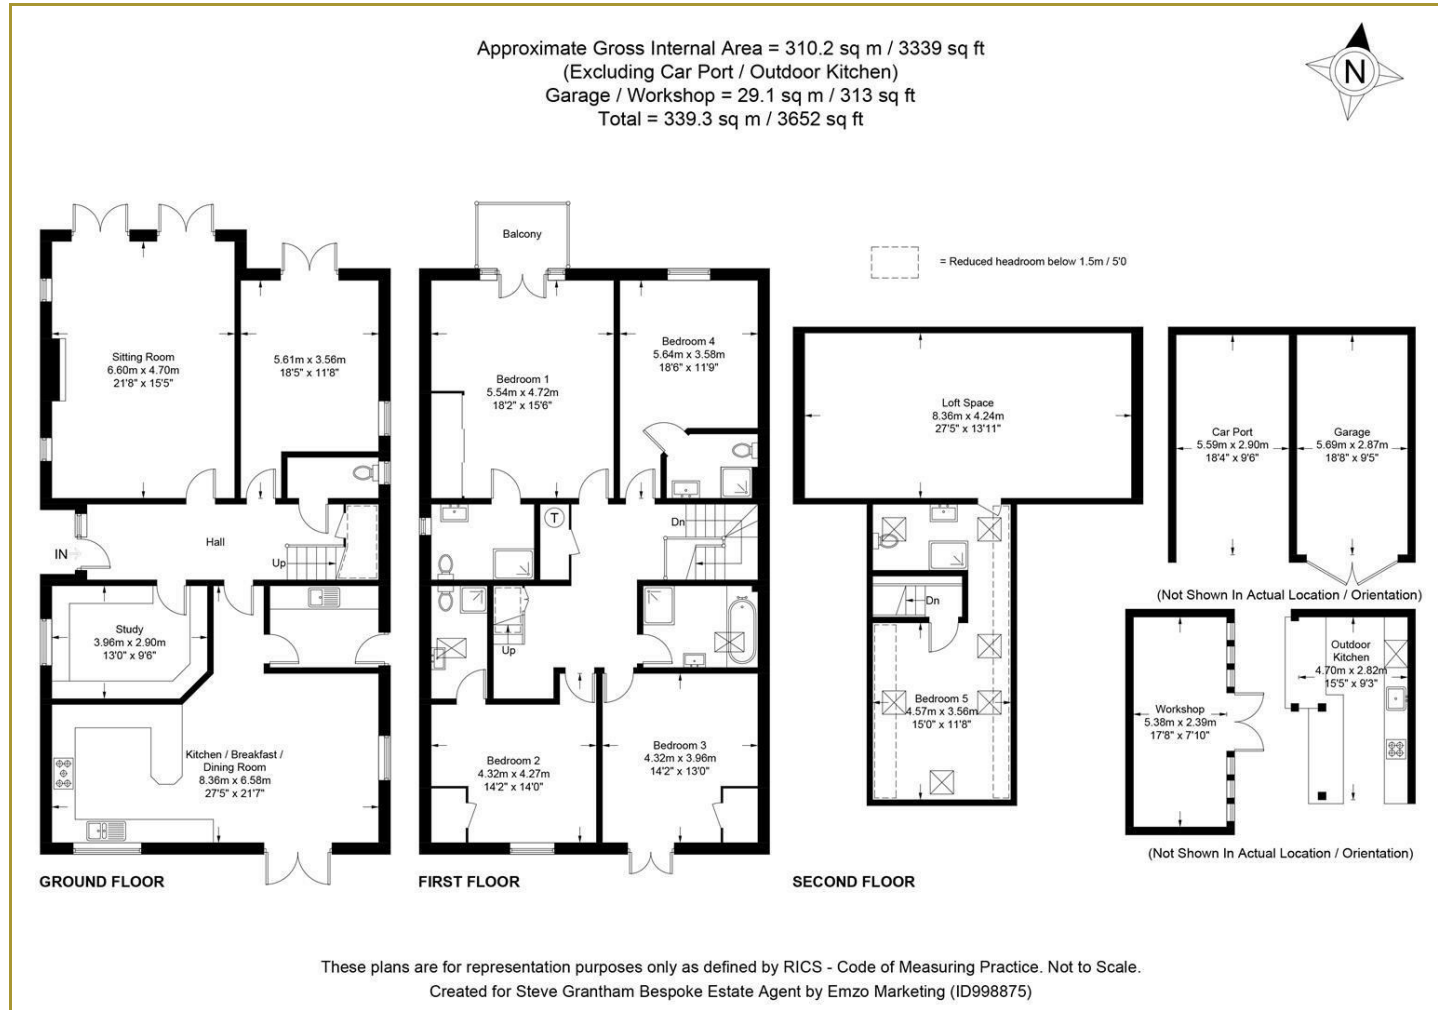 Approximate Gross Internal Area = 310.2 sq m / 3339 sq ft
(Excluding Car Port / Outdoor Kitchen)
Garage / Workshop = 29.1 sq m / 313 sq ft
Total = 339.3 sq m / 3652 sq ft
N
Sitting Room
6.60m x 4.70m
21'8" x 15'5"
5.61m x 3.56m
18'5" x 11'8"
IN
Hall
Up
Study
3.96m x 2.90m
13'0" x 9'6"
Kitchen / Breakfast /
Dining Room
8.36m x 6.58m
27'5" x 21'7"
GROUND FLOOR
Balcony
Bedroom 1
5.54m x 4.72m
18'2" x 15'6"
Bedroom 4
5.64m x 3.58m
18'6" x 11'9"
T
Dn
Up
Bedroom 2
4.32m x 4.27m
14'2" x 14'0"
Bedroom 3
4.32m x 3.96m
14'2" x 13'0"
FIRST FLOOR
= Reduced headroom below 1.5m / 5'0
Loft Space
8.36m x 4.24m
27'5" x 13'11"
Dn
Bedroom 5
4.57m x 3.56m
15'0" x 11'8"
SECOND FLOOR
Car Port
5.59m x 2.90m
18'4" x 9'6"
Garage
5.69m x 2.87m
18'8" x 9'5"
(Not Shown In Actual Location / Orientation)
Workshop
5.38m x 2.39m
17'8" x 7'10"
Outdoor
Kitchen
4.70m x 2.82m
15'5" x 9'3"
(Not Shown In Actual Location / Orientation)
These plans are for representation purposes only as defined by RICS - Code of Measuring Practice. Not to Scale.
Created for Steve Grantham Bespoke Estate Agent by Emzo Marketing (ID998875)